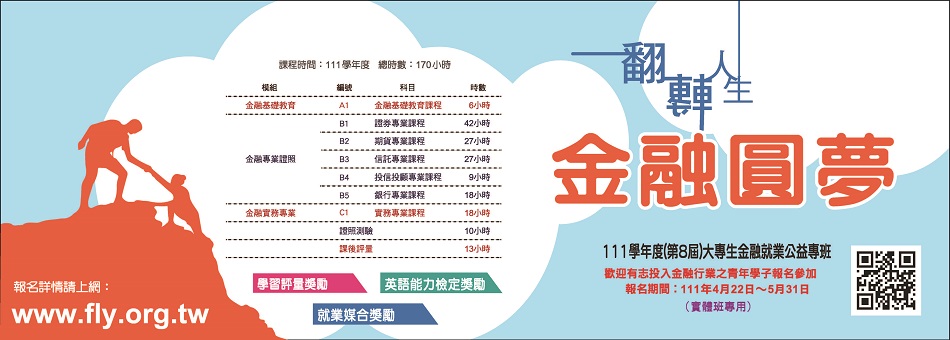 課程時間：111學年度 總時數：170小時
模組 編號 科目 時數
金融基礎教育 A1 金融基礎教育課程 6小時
金融專業證照 B1 證券專業課程 42小時
B2 期貨專業課程 27小時
B3 信託專業課程 27小時
B4 投信投顧專業課程 9小時
B5 銀行專業課程 18小時
金融實務專業 C1 實務專業課程 18小時
證照測驗 10小時
課後評量 13小時
學習評量獎勵
英語能力檢定獎勵
就業媒合獎勵
報名詳情請上網：
www.fly.org.tw
翻轉人生
金融圓夢
111學年度(第8屆)大專生金融就業公益專班
歡迎有志投入金融行業之青年學子報名參加
報名期間：111年4月22日～5月31日
（實體班專用）